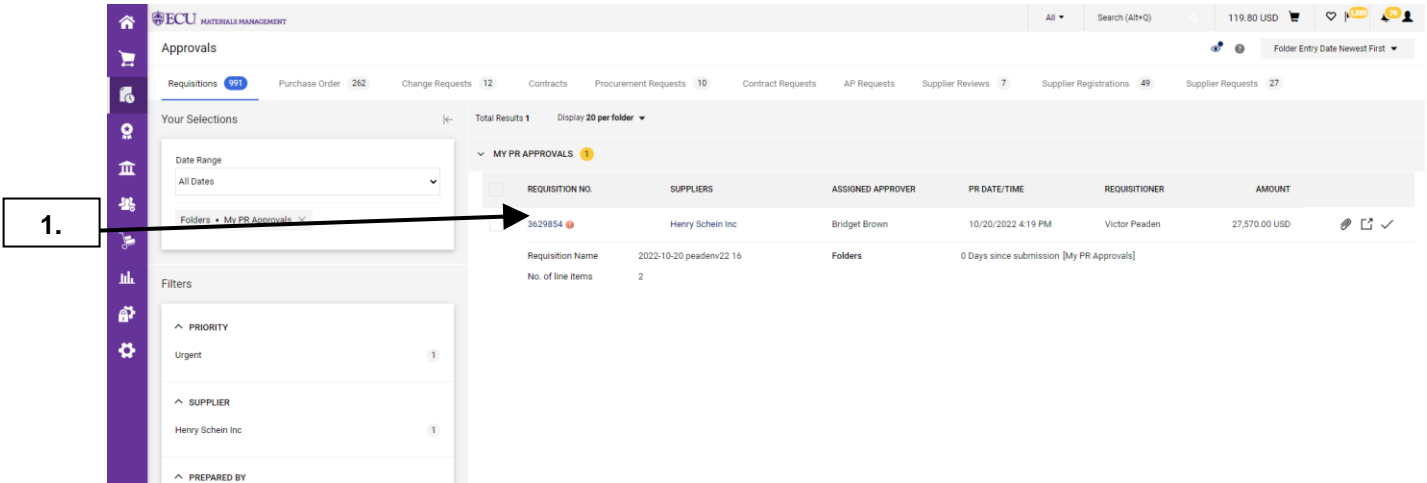 ECU MATERIALS MANAGEMENT
All
Search (Alt+Q)
119.80 USD
76
Approvals
Folder Entry Date Newest First
Requisitions 991
Purchase Order 262
Change Requests 12
Contracts
Procurement Requests 10
Contract Requests
AP Requests
Supplier Reviews 7
Supplier Registrations 49
Supplier Requests 27
Your Selections
Total Results 1
Display 20 per folder
Date Range
All Dates
Folders • My PR Approvals
1.
MY PR APPROVALS 1
REQUISITION NO. SUPPLIERS ASSIGNED APPROVER PR DATE/TIME REQUISITIONER AMOUNT
3629854 Henry Schein Inc Bridget Brown 10/20/2022 4:19 PM Victor Peaden 27,570.00 USD
Requisition Name 2022-10-20 peadenv22 16 Folders 0 Days since submission [My PR Approvals]
No. of line items 2
Filters
PRIORITY
Urgent 1
SUPPLIER
Henry Schein Inc 1
PREPARED BY